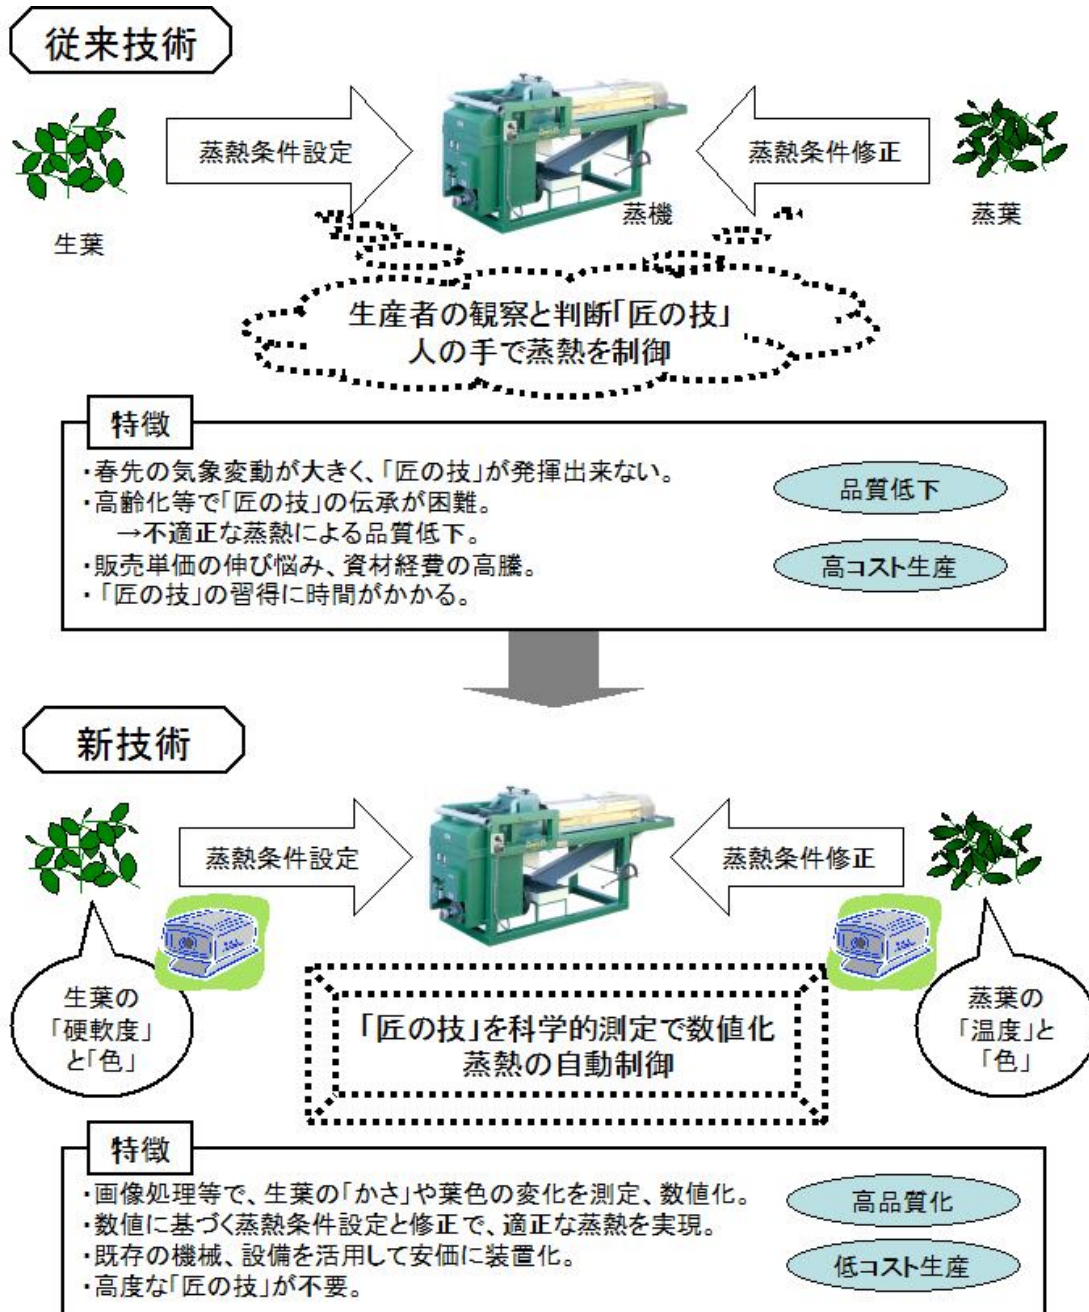 従来技術
蒸熱条件設定
蒸熱条件修正
生葉
蒸機
蒸葉
生産者の観察と判断「匠の技」
人の手で蒸熱を制御
特徴
・春先の気象変動が大きく、「匠の技」が発揮出来ない。
・高齢化等で「匠の技」の伝承が困難。
→不適正な蒸熱による品質低下。
・販売単価の伸び悩み、資材経費の高騰。
・「匠の技」の習得に時間がかかる。
品質低下
高コスト生産
新技術
蒸熱条件設定
蒸熱条件修正
生葉の
「硬軟度」
と「色」
「匠の技」を科学的測定で数値化
蒸熱の自動制御
蒸葉の
「温度」と
「色」
特徴
・画像処理等で、生葉の「かさ」や葉色の変化を測定、数値化。
・数値に基づく蒸熱条件設定と修正で、適正な蒸熱を実現。
・既存の機械、設備を活用して安価に装置化。
・高度な「匠の技」が不要。
高品質化
低コスト生産